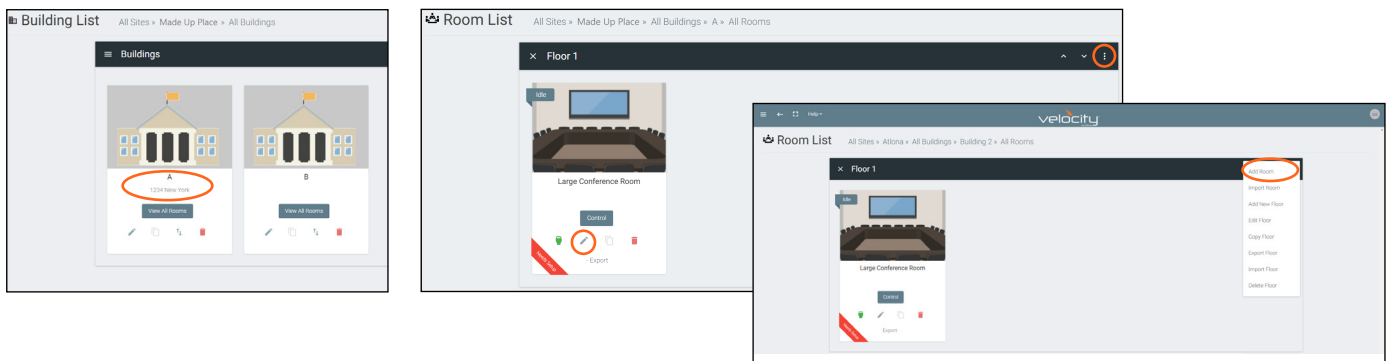 Building List All Sites » Made Up Place » All Buildings
Buildings
A
1234 New York
View All Rooms
B
View All Rooms
Room List All Sites » Made Up Place » All Buildings » A » All Rooms
Floor 1
Idle
Large Conference Room
Control
Needs Setup
Export
Help
velocity
Room List All Sites » Atlona » All Buildings » Building 2 » All Rooms
Floor 1
Idle
Large Conference Room
Control
Needs Setup
Export
Add Room
Import Room
Add New Floor
Edit Floor
Copy Floor
Export Floor
Import Floor
Delete Floor